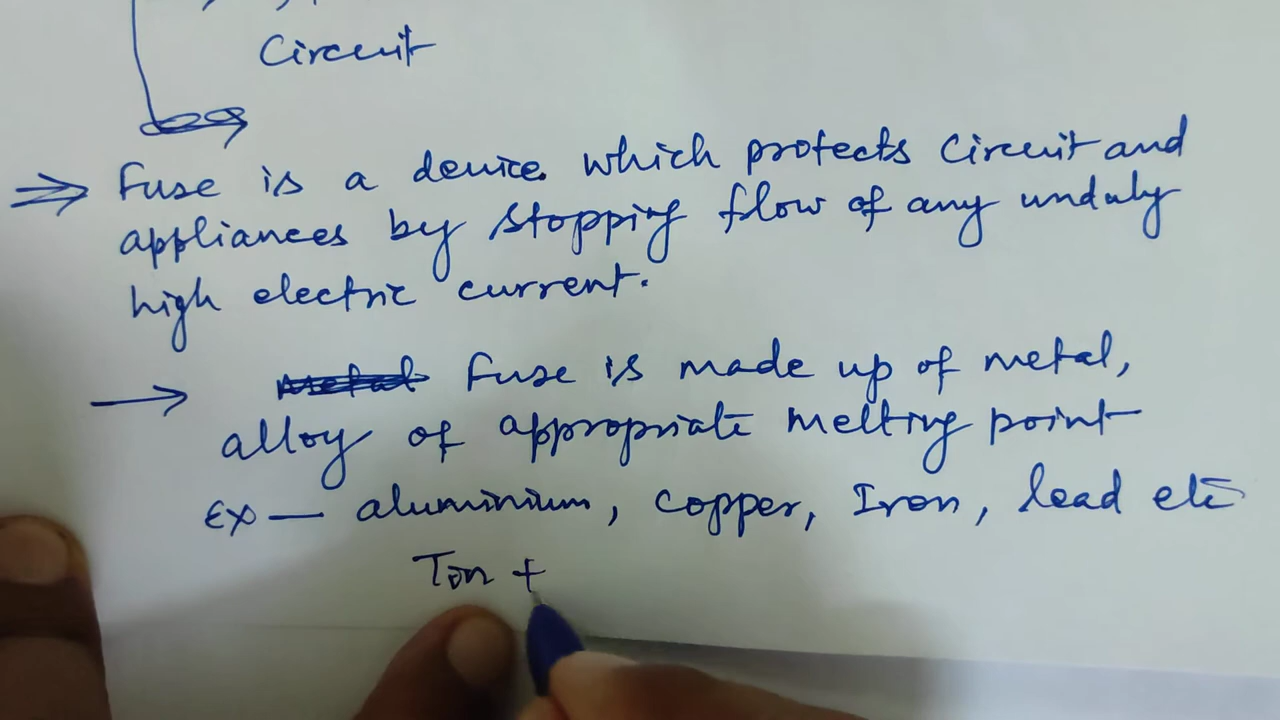 Circuit
Fuse is a device which protects Circuit and
appliances by stopping flow of any unduly
high electric current.
Metal Fuse is made up of metal,
alloy of appropriate melting point
Ex — aluminium, Copper, Iron, lead etc
Tin +